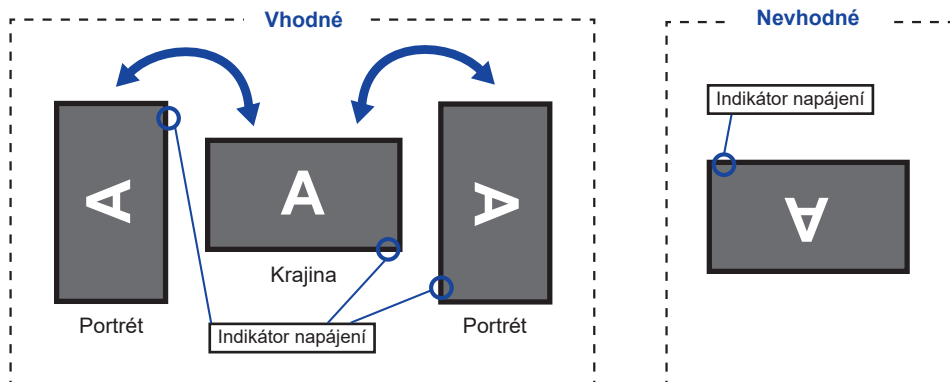 Vhodné
Nevhodné
A
A
A
Krajina
Portrét
Portrét
Indikátor napájení
Indikátor napájení
A